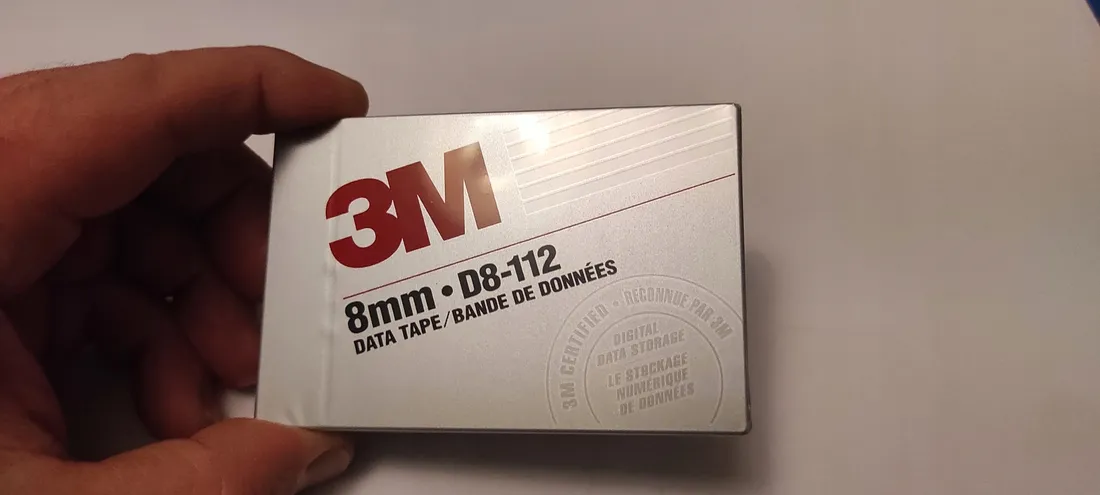 3M
8mm • D8-112
DATA TAPE/BANDE DE DONNÉES
3M CERTIFIED • RECONNUE PAR 3M
DIGITAL
DATA STORAGE
LE STOCKAGE
NUMÉRIQUE
DE DONNÉES